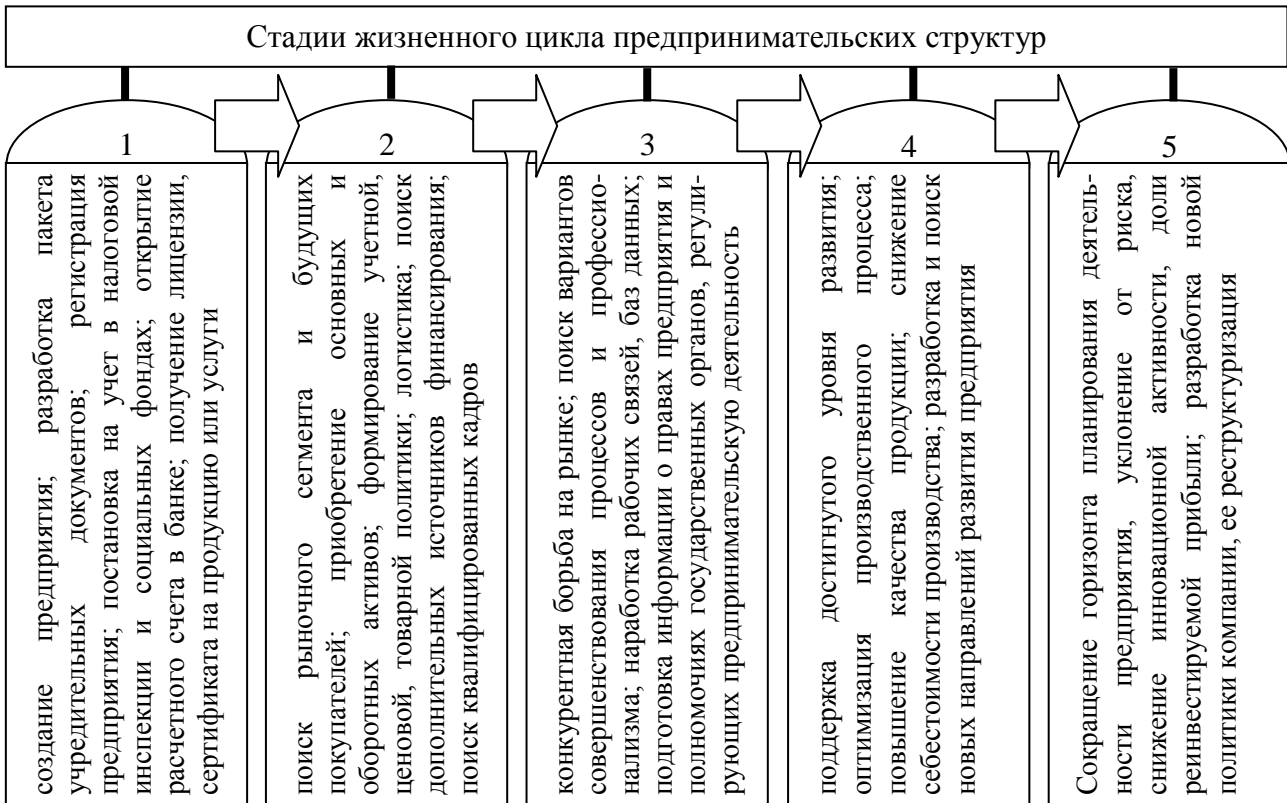 Стадии жизненного цикла предпринимательских структур
1
создание предприятия; разработка пакета
учредительных документов; регистрация
предприятия; постановка на учет в налоговой
инспекции и социальных фондах; открытие
расчетного счета в банке; получение лицензии,
сертификата на продукцию или услуги
2
поиск рыночного сегмента и будущих
покупателей; приобретение основных и
оборотных активов; формирование учетной,
ценовой, товарной политики; логистика; поиск
дополнительных источников финансирования;
поиск квалифицированных кадров
3
конкурентная борьба на рынке; поиск вариантов
совершенствования процессов и профессио-
нализма; наработка рабочих связей, баз данных;
подготовка информации о правах предприятия и
полномочиях государственных органов, регули-
рующих предпринимательскую деятельность
4
поддержка достигнутого уровня развития;
оптимизация производственного процесса;
повышение качества продукции; снижение
себестоимости производства; разработка и поиск
новых направлений развития предприятия
5
Сокращение горизонта планирования деятель-
ности предприятия, уклонение от риска,
снижение инновационной активности, доли
реинвестируемой прибыли; разработка новой
политики компании, ее реструктуризация